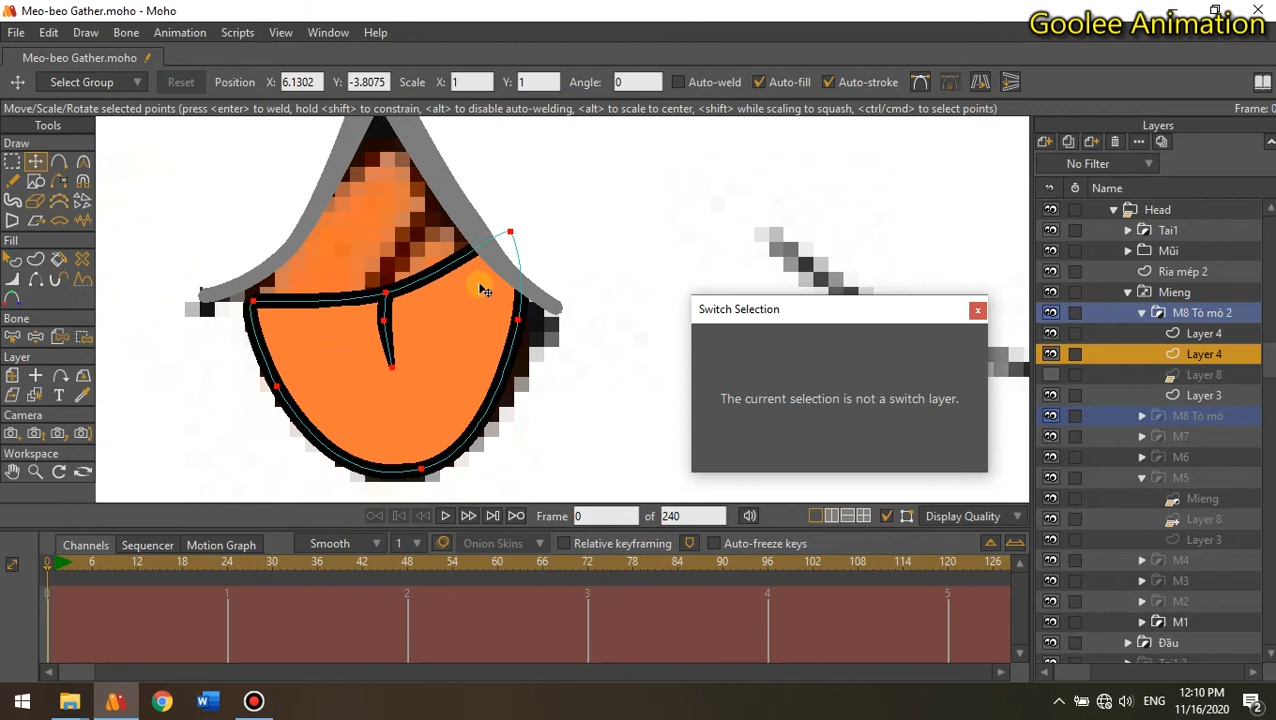 Meo-beo Gather.moho - Moho
Goolee Animation
File Edit Draw Bone Animation Scripts View Window Help
Meo-beo Gather.moho
Select Group Reset Position X: 6.1302 Y: -3.8075 Scale X: 1 Y: 1 Angle: 0 Auto-weld Auto-fill Auto-stroke
Move/Scale/Rotate selected points (press <enter> to weld, hold <shift> to constrain, <alt> to disable auto-welding, <alt> to scale to center, <shift> while scaling to squash, <ctrl/cmd> to select points)
Frame: 0
Tools
Draw
Fill
Bone
Layer
Camera
Workspace
Layers
No Filter
Name
Head
Tai1
Mũi
Ria mép 2
Mieng
M8 Tò mò 2
Layer 4
Layer 4
Layer 8
Layer 3
M8 Tò mò
M7
M6
M5
Mieng
Layer 8
Layer 3
M4
M3
M2
M1
Đầu
Tai1 2
Switch Selection
x
The current selection is not a switch layer.
Frame 0 of 240 Display Quality
Channels Sequencer Motion Graph Smooth 1 Onion Skins Relative keyframing Auto-freeze keys
0 6 12 18 24 30 36 42 48 54 60 66 72 78 84 90 96 102 108 114 120 126
0 1 2 3 4 5
ENG
12:10 PM
11/16/2020
2